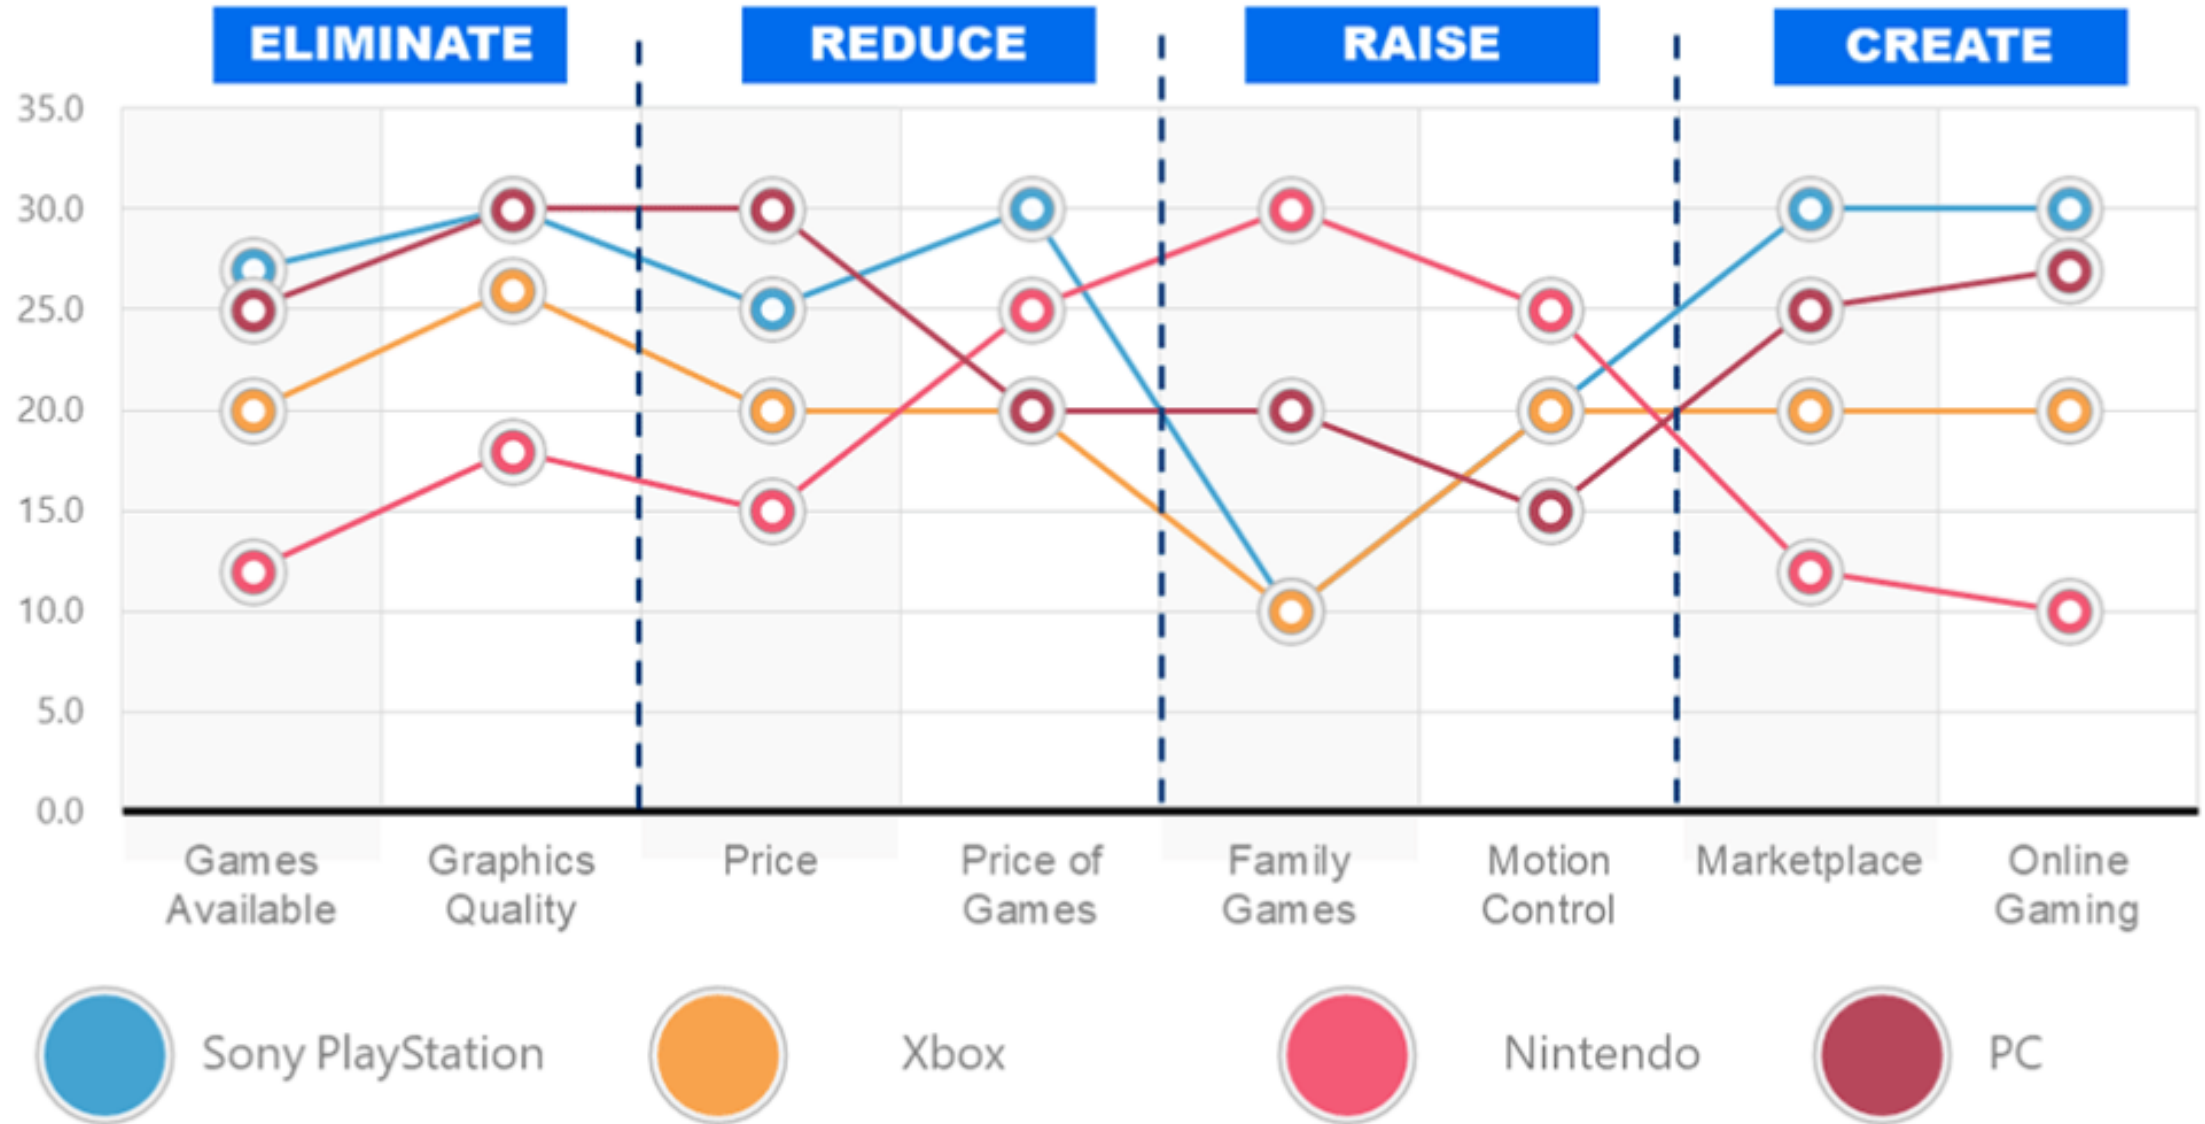 ELIMINATE
REDUCE
RAISE
CREATE
35.0
30.0
25.0
20.0
15.0
10.0
5.0
0.0
Games
Available
Graphics
Quality
Price
Price of
Games
Family
Games
Motion
Control
Marketplace
Online
Gaming
Sony PlayStation
Xbox
Nintendo
PC